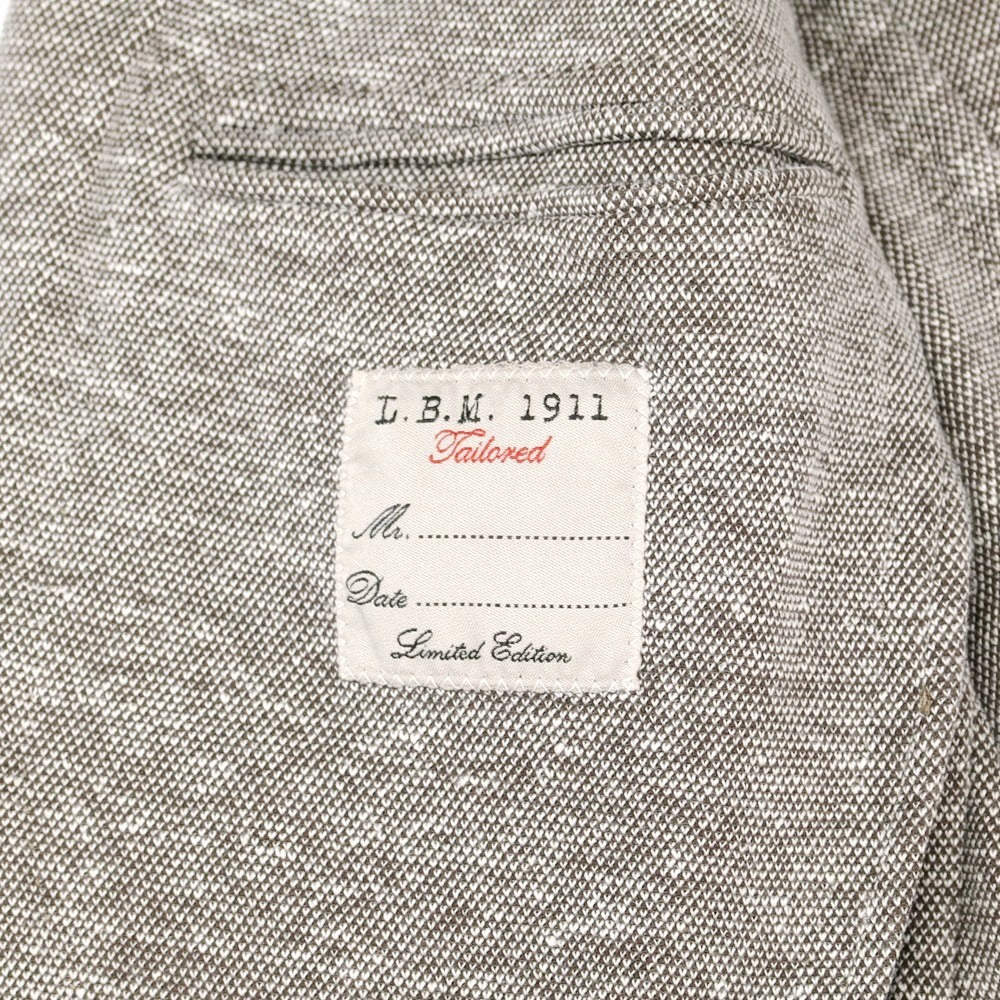 L.B.M. 1911
Tailored
Mr. ..............................
Date ..............................
Limited Edition